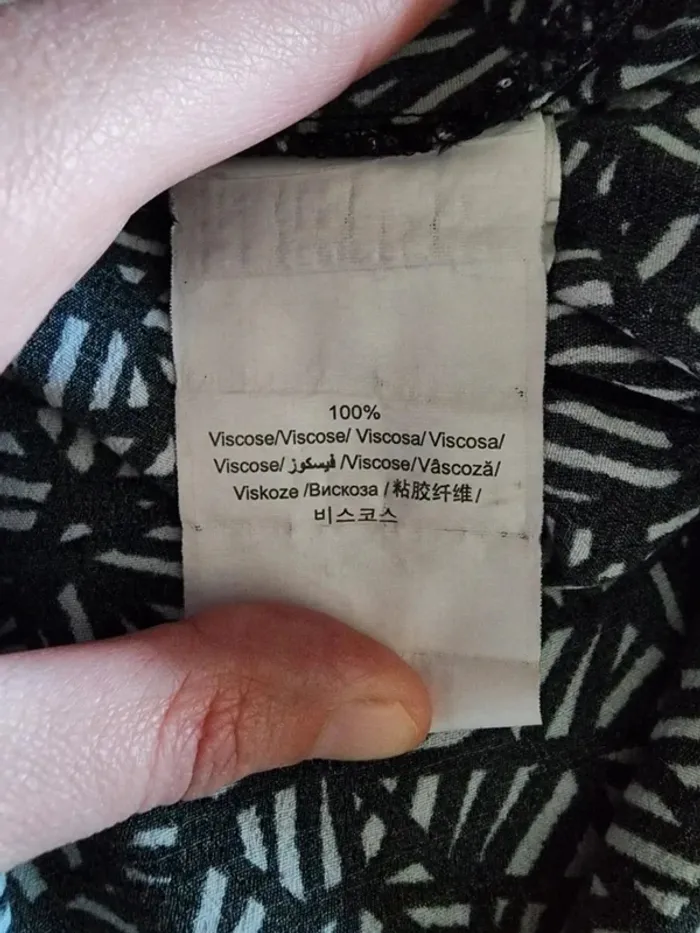 100%
Viscose/Viscose/ Viscosa/Viscosa/
Viscose/ فيسكوز /Viscose/Vâscoză/
Viskoze /Вискоза /粘胶纤维/
비스코스